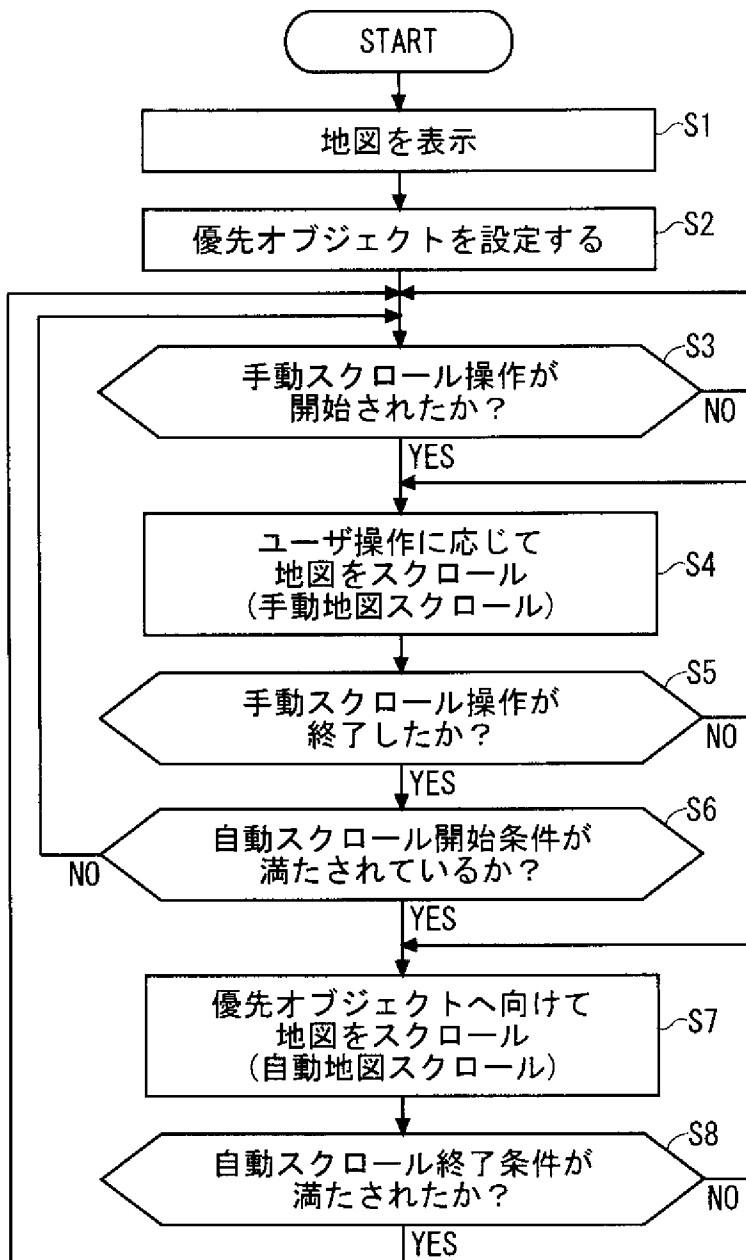 START
地図を表示
S1
優先オブジェクトを設定する
S2
手動スクロール操作が
開始されたか？
S3
NO
YES
ユーザ操作に応じて
地図をスクロール
(手動地図スクロール)
S4
手動スクロール操作が
終了したか？
S5
NO
YES
自動スクロール開始条件が
満たされているか？
S6
NO
YES
優先オブジェクトへ向けて
地図をスクロール
(自動地図スクロール)
S7
自動スクロール終了条件が
満たされたか？
S8
NO
YES